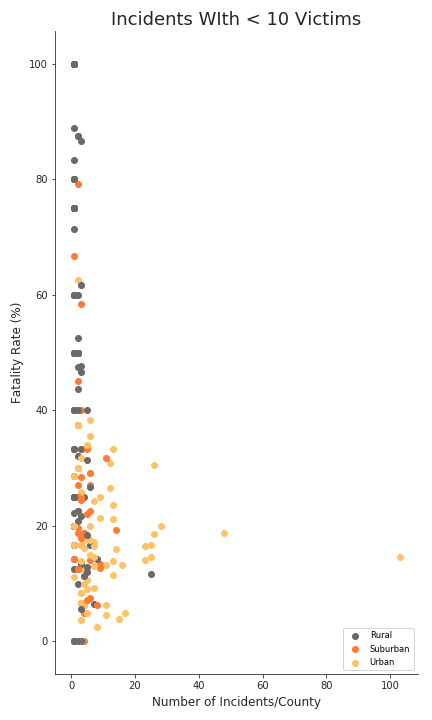 Incidents WIth < 10 Victims
100
80
60
40
20
0
Fatality Rate (%)
0 20 40 60 80 100
Number of Incidents/County
Rural
Suburban
Urban